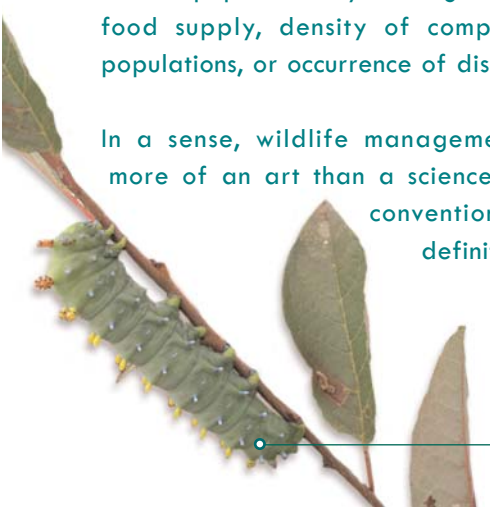 food supply, density of comp
populations, or occurrence of dis
In a sense, wildlife manageme
more of an art than a science
convention
definit